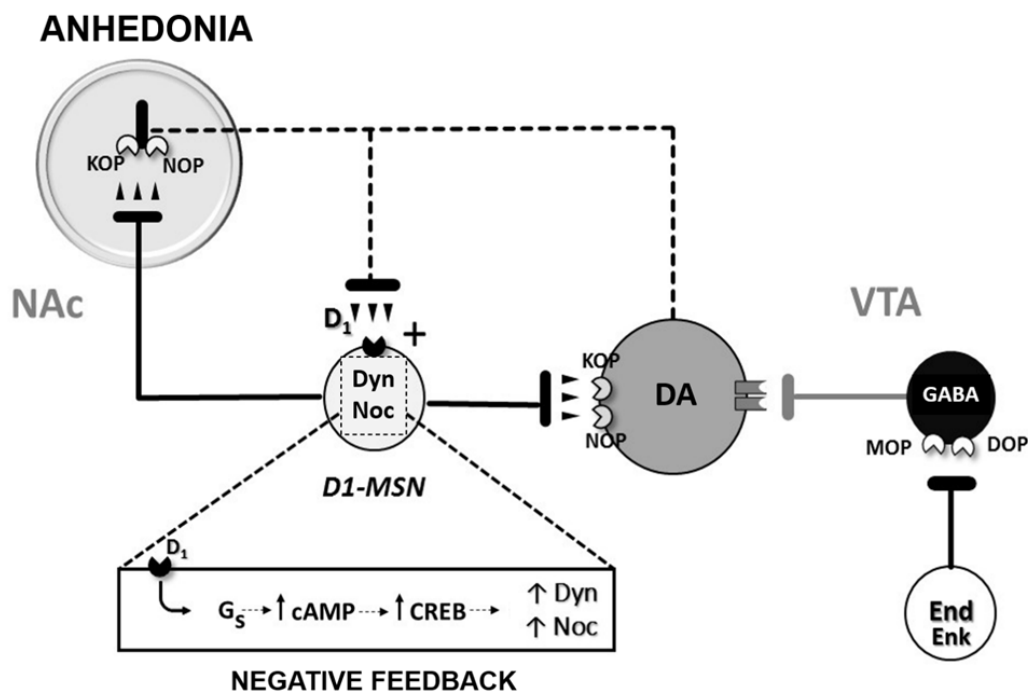 ANHEDONIA
KOP NOP
NAc
VTA
D1
+
Dyn
Noc
D1-MSN
KOP
DA
NOP
GABA
MOP DOP
End
Enk
D1
Gs ↑ cAMP ↑ CREB ↑ Dyn
↑ Noc
NEGATIVE FEEDBACK